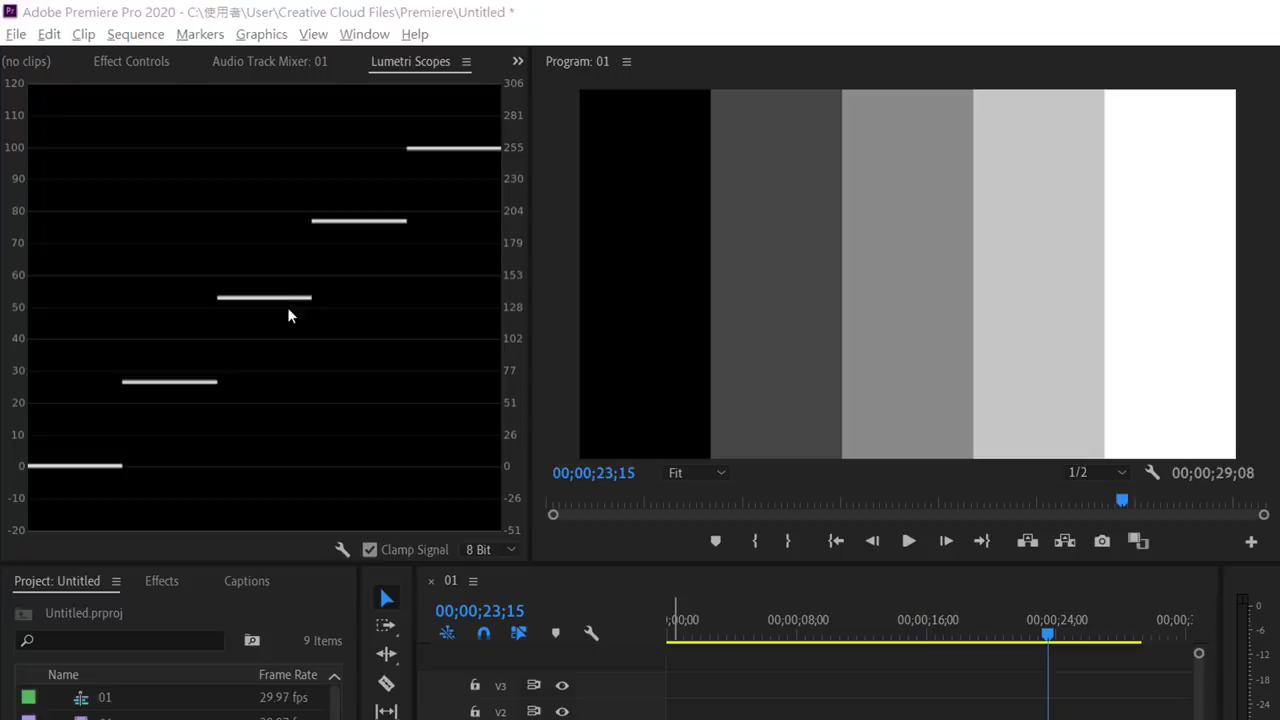 Pr Adobe Premiere Pro 2020 - C:\使用者\User\Creative Cloud Files\Premiere\Untitled *
File Edit Clip Sequence Markers Graphics View Window Help
(no clips) Effect Controls Audio Track Mixer: 01 Lumetri Scopes Program: 01
120 306
110 281
100 255
90 230
80 204
70 179
60 153
50 128
40 102
30 77
20 51
10 26
0 0
-10 -26
-20 -51
00;00;23;15 Fit 1/2 00;00;29;08
Clamp Signal 8 Bit
Project: Untitled Effects Captions
Untitled.prproj
9 Items
Name Frame Rate
01 29.97 fps
× 01
00;00;23;15
;00;00 00;00;08;00 00;00;16;00 00;00;24;00 00;00;
V3
V2
0
-6
-12
-18
-24